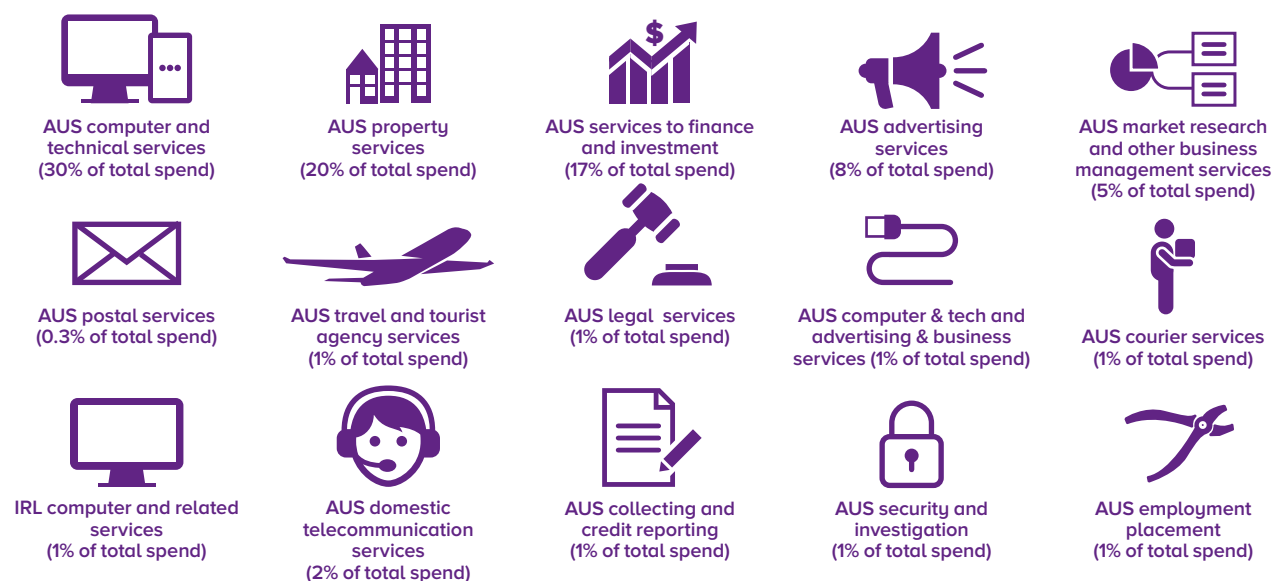 $
AUS computer and
technical services
(30% of total spend)
AUS property
services
(20% of total spend)
AUS services to finance
and investment
(17% of total spend)
AUS advertising
services
(8% of total spend)
AUS market research
and other business
management services
(5% of total spend)
AUS postal services
(0.3% of total spend)
AUS travel and tourist
agency services
(1% of total spend)
AUS legal services
(1% of total spend)
AUS computer & tech and
advertising & business
services (1% of total spend)
AUS courier services
(1% of total spend)
IRL computer and related
services
(1% of total spend)
AUS domestic
telecommunication
services
(2% of total spend)
AUS collecting and
credit reporting
(1% of total spend)
AUS security and
investigation
(1% of total spend)
AUS employment
placement
(1% of total spend)